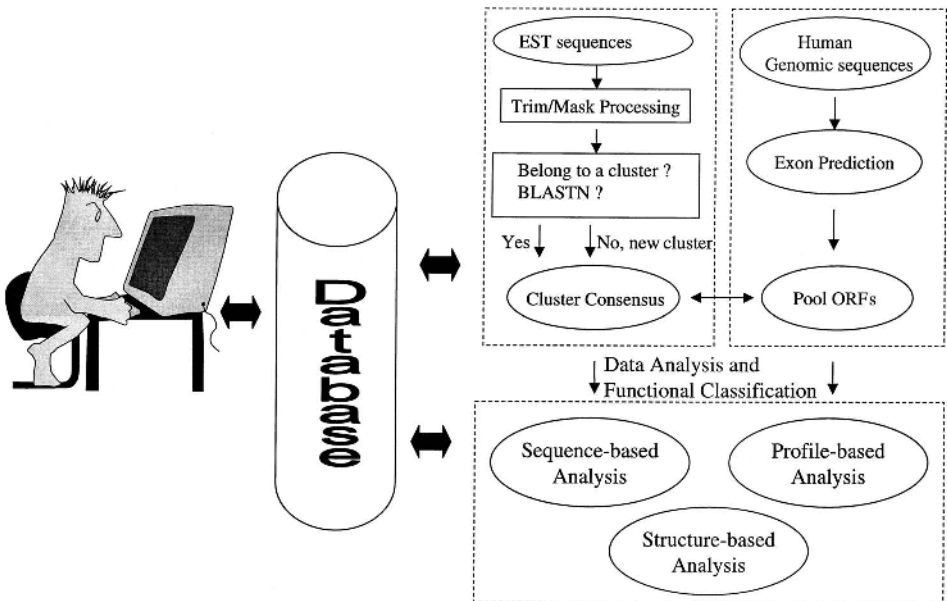 EST sequences
Trim/Mask Processing
Belong to a cluster ?
BLASTN ?
Yes
No, new cluster
Cluster Consensus
Human
Genomic sequences
Exon Prediction
Pool ORFs
Database
Data Analysis and
Functional Classification
Sequence-based
Analysis
Profile-based
Analysis
Structure-based
Analysis